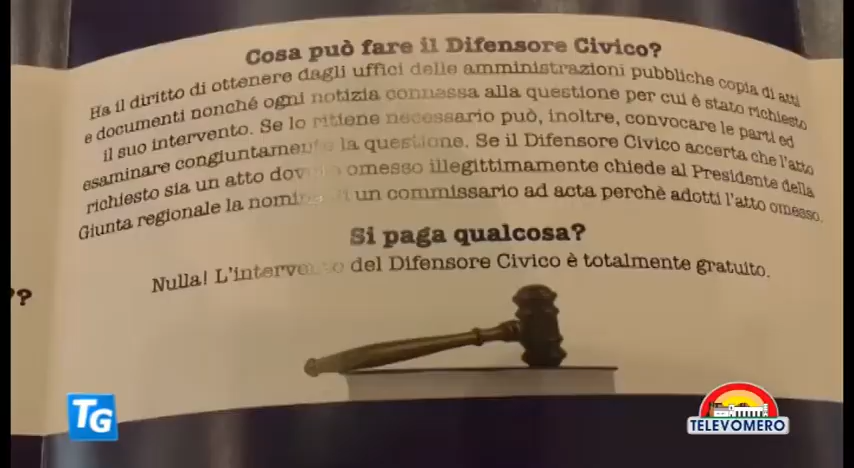 Cosa può fare il Difensore Civico?
Ha il diritto di ottenere dagli uffici delle amministrazioni pubbliche copia di atti
e documenti nonché ogni notizia connessa alla questione per cui è stato richiesto
il suo intervento. Se lo ritiene necessario può, inoltre, convocare le parti ed
esaminare congiuntamente la questione. Se il Difensore Civico accerta che l'atto
richiesto sia un atto omesso illegittimamente chiede al Presidente della
Giunta regionale la nomina di un commissario ad acta perchè adotti l'atto omesso.
Si paga qualcosa?
Nulla! L'intervento del Difensore Civico è totalmente gratuito.
?
TG
TELEVOMERO